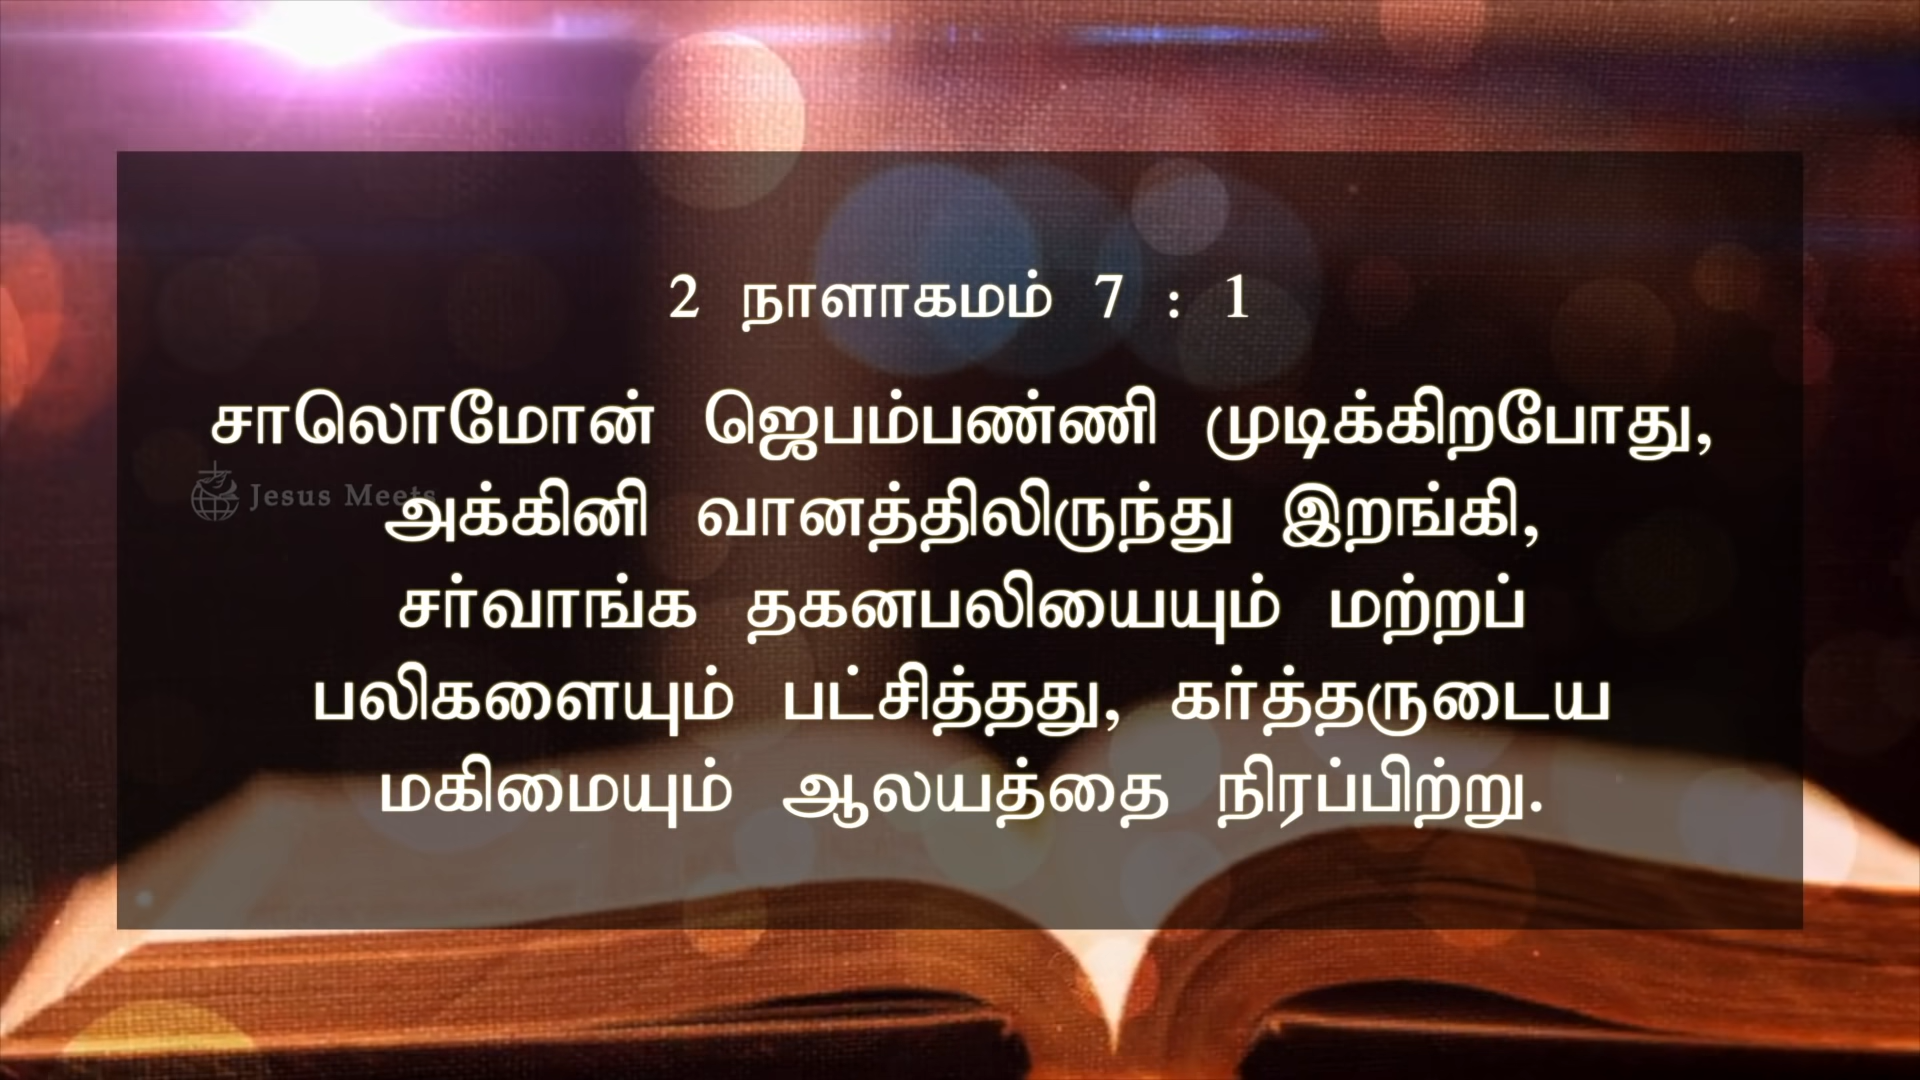 2 நாளாகமம் 7 : 1
சாலொமோன் ஜெபம்பண்ணி முடிக்கிறபோது,
Jesus Meets
அக்கினி வானத்திலிருந்து இறங்கி,
சர்வாங்க தகனபலியையும் மற்றப்
பலிகளையும் பட்சித்தது, கர்த்தருடைய
மகிமையும் ஆலயத்தை நிரப்பிற்று.